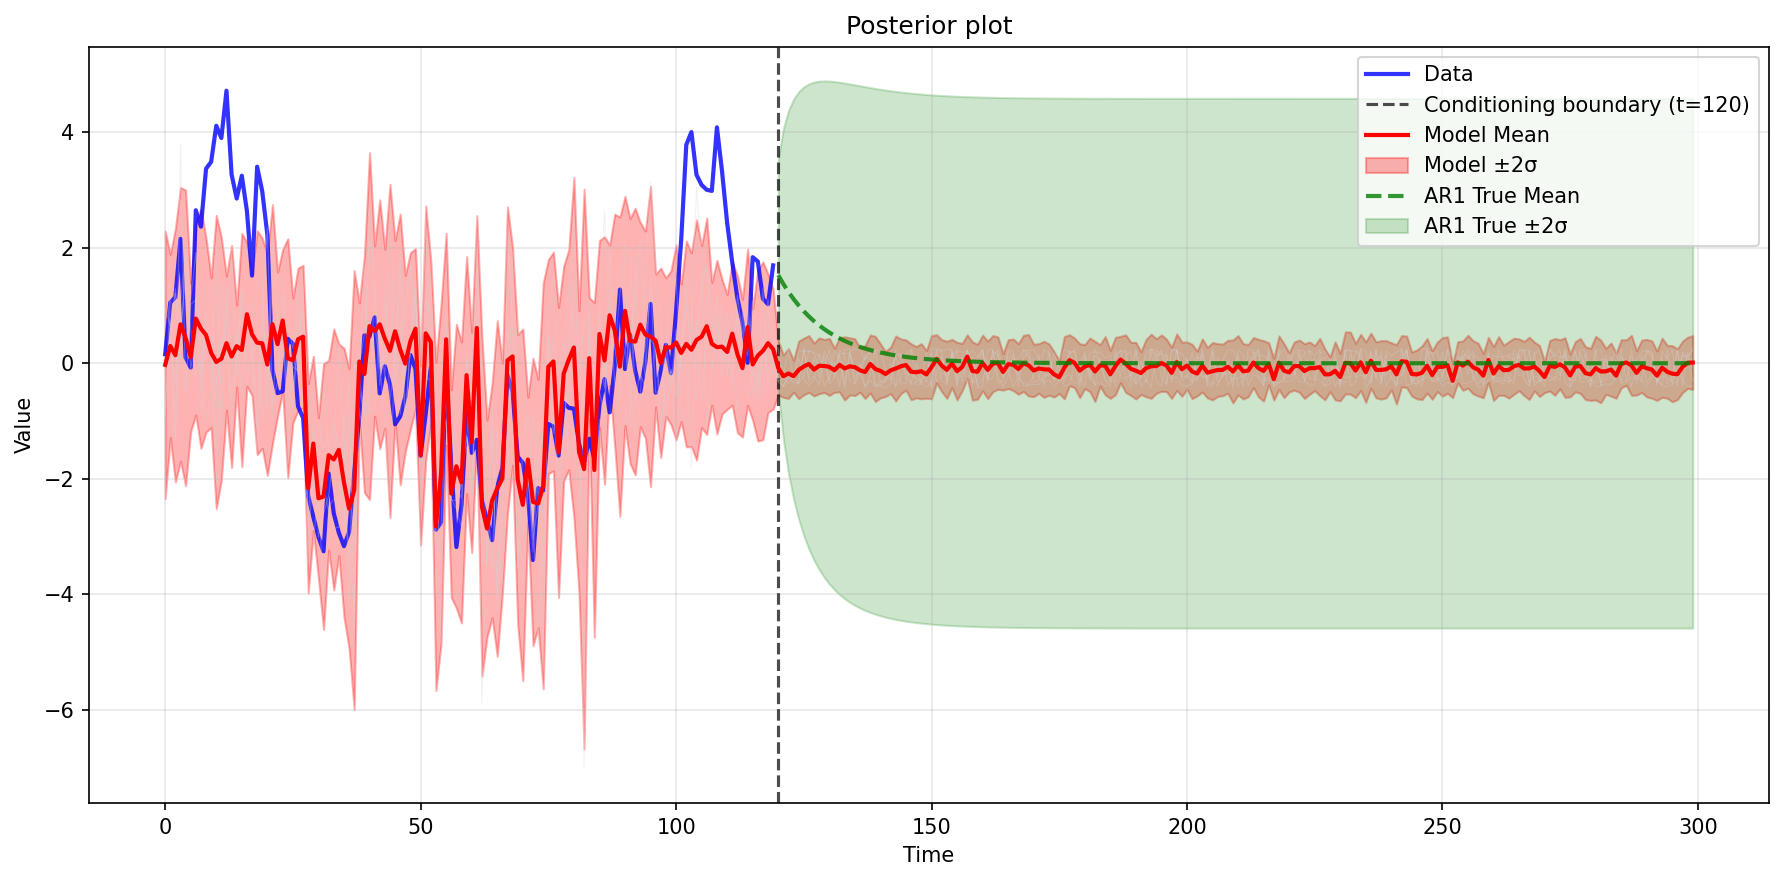 Posterior plot
Data
Conditioning boundary (t=120)
Model Mean
Model ±2σ
AR1 True Mean
AR1 True ±2σ
Value
4
2
0
−2
−4
−6
0
50
100
150
200
250
300
Time